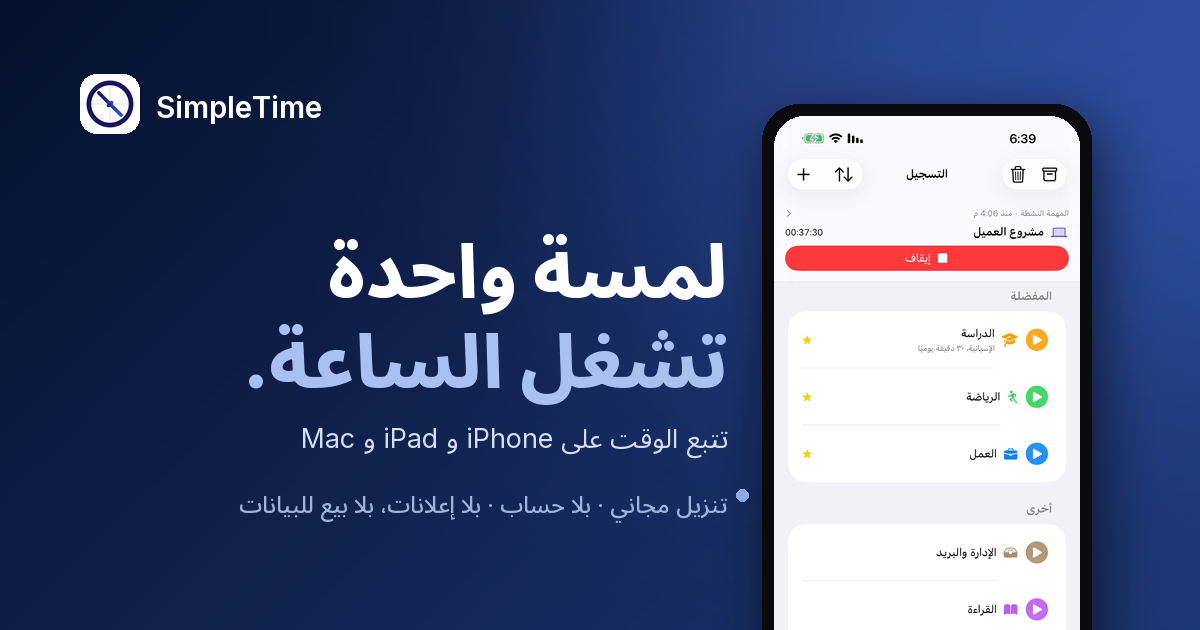 SimpleTime
لمسة واحدة
تشغل الساعة.
تتبع الوقت على iPhone و iPad و Mac
تنزيل مجاني · بلا حساب · بلا إعلانات، بلا بيع للبيانات
6:39
التسجيل
المهمة النشطة · منذ 4:06 م
مشروع العميل
00:37:30
إيقاف
المفضلة
الدراسة
الإسبانية، ٣٠ دقيقة يوميًا
الرياضة
العمل
أخرى
الإدارة والبريد
القراءة